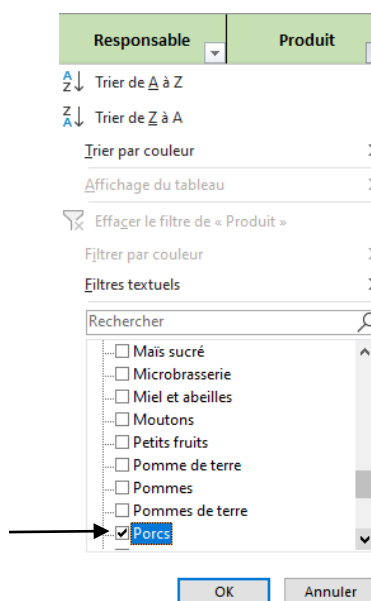 Responsable Produit
Trier de A à Z
Trier de Z à A
Trier par couleur
Affichage du tableau
Effacer le filtre de « Produit »
Filtrer par couleur
Filtres textuels
Rechercher
Maïs sucré
Microbrasserie
Miel et abeilles
Moutons
Petits fruits
Pomme de terre
Pommes
Pommes de terre
Porcs
OK Annuler